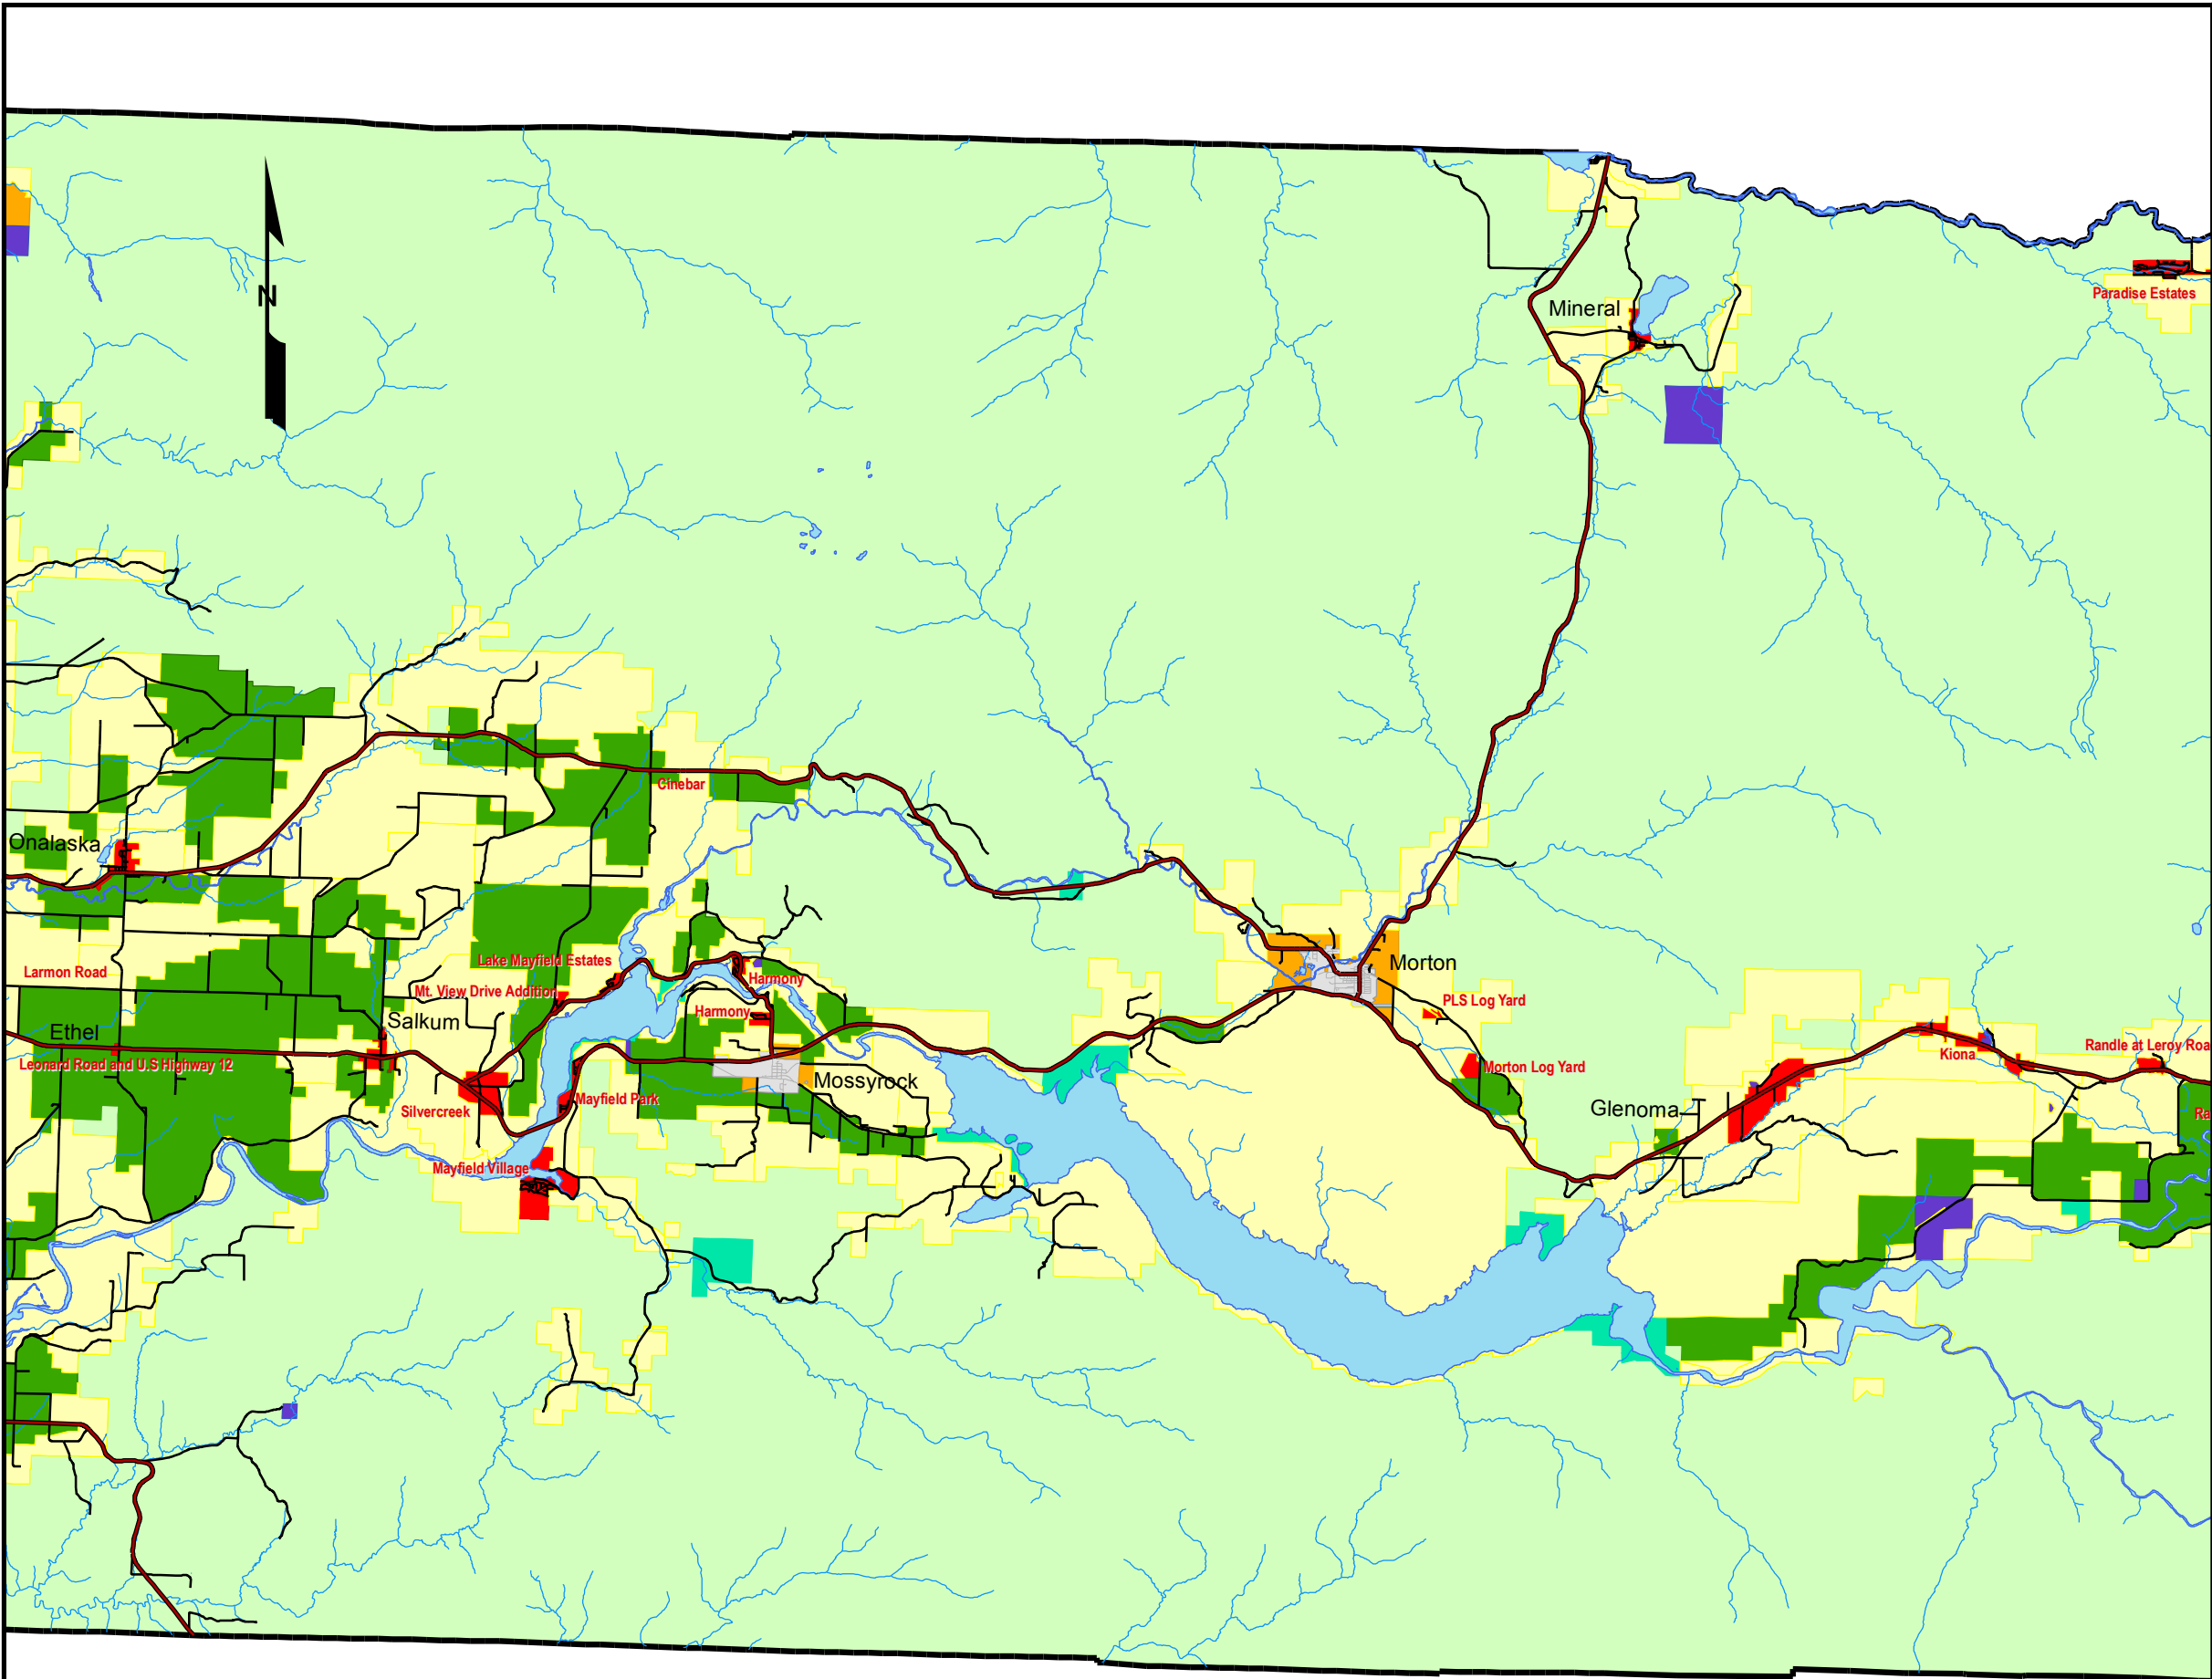 N
Mineral
Paradise Estates
Cinebar
Onalaska
Lake Mayfield Estates
Morton
Larmon Road
Harmony
Mt. View Drive Addition
PLS Log Yard
Harmony
Salkum
Ethel
Randle at Leroy Roa
Kiona
Leonard Road and U.S Highway 12
Morton Log Yard
Mossyrock
Mayfield Park
Silvercreek
Glenoma
Ra
Mayfield Village